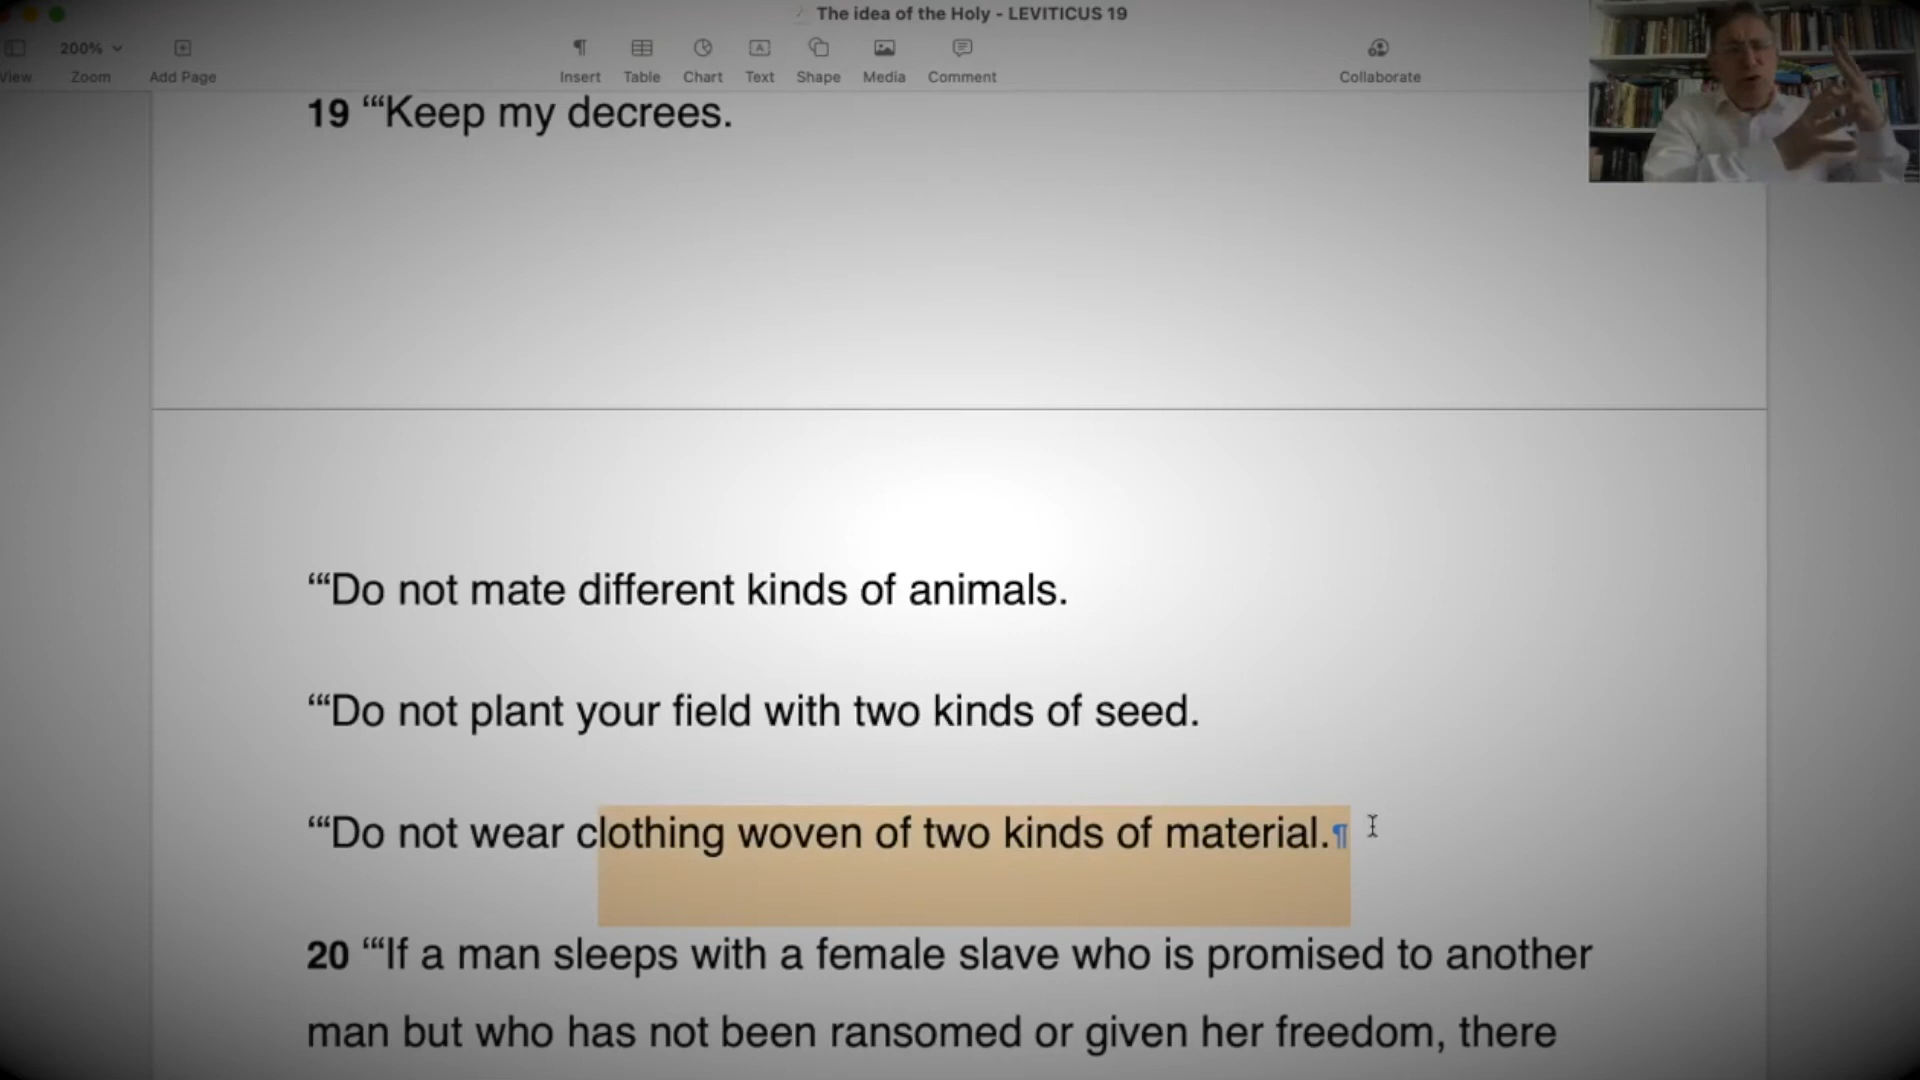 The idea of the Holy - LEVITICUS 19
200%
View
Zoom
Add Page
Insert
Table
Chart
Text
Shape
Media
Comment
Collaborate
19 “‘Keep my decrees.
“‘Do not mate different kinds of animals.
“‘Do not plant your field with two kinds of seed.
“‘Do not wear clothing woven of two kinds of material.¶
20 “‘If a man sleeps with a female slave who is promised to another
man but who has not been ransomed or given her freedom, there